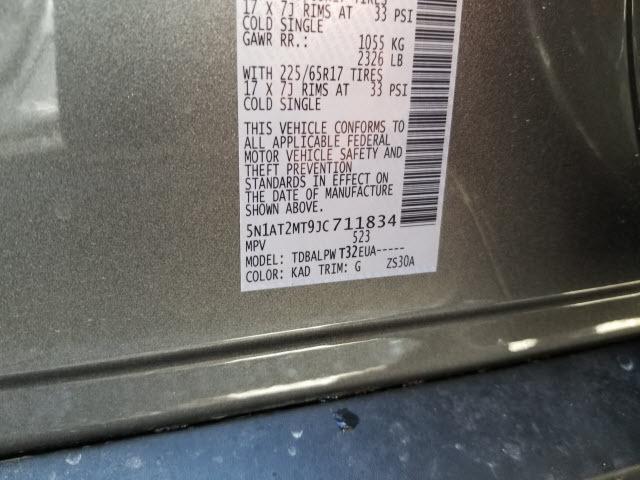 17 X 7J RIMS AT 33 PSI
COLD SINGLE
GAWR RR.: 1055 KG
2326 LB
WITH 225/65R17 TIRES
17 X 7J RIMS AT 33 PSI
COLD SINGLE
THIS VEHICLE CONFORMS TO
ALL APPLICABLE FEDERAL
MOTOR VEHICLE SAFETY AND
THEFT PREVENTION
STANDARDS IN EFFECT ON
THE DATE OF MANUFACTURE
SHOWN ABOVE.
5N1AT2MT9JC711834
MPV 523
MODEL: TDBALPWT32EUA-----
COLOR: KAD TRIM: G ZS30A